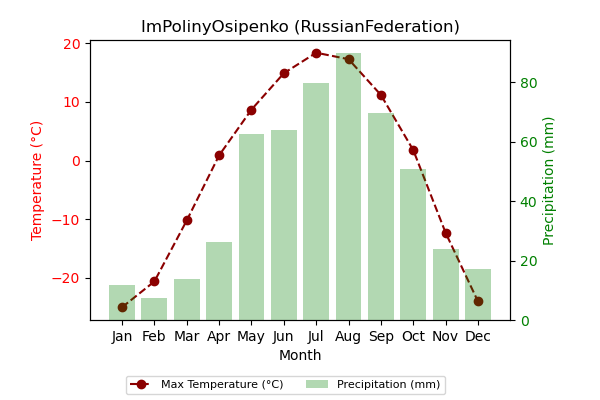 ImPolinyOsipenko (RussianFederation)
20
10
0
−10
−20
Temperature (°C)
80
60
40
20
0
Precipitation (mm)
Jan Feb Mar Apr May Jun Jul Aug Sep Oct Nov Dec
Month
Max Temperature (°C) Precipitation (mm)